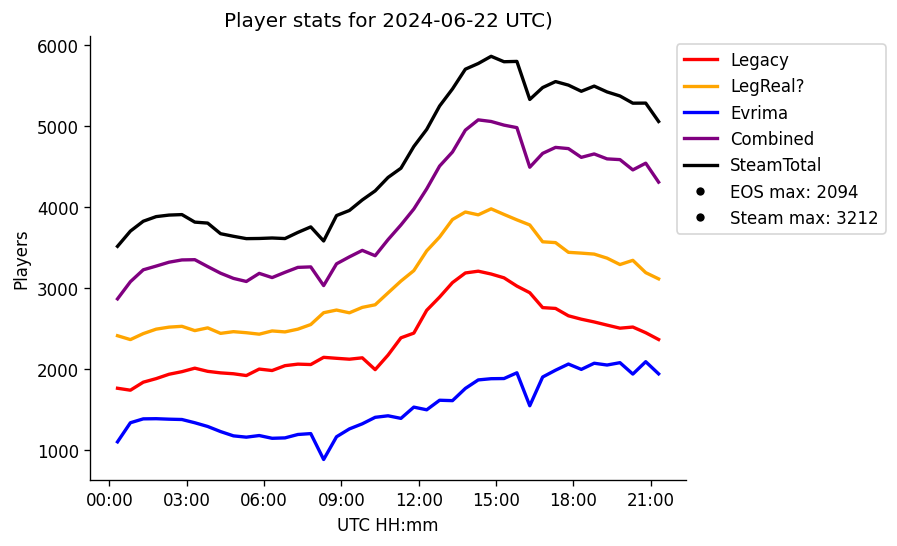 Player stats for 2024-06-22 UTC)
6000
5000
4000
3000
2000
1000
Players
00:00 03:00 06:00 09:00 12:00 15:00 18:00 21:00
UTC HH:mm
Legacy
LegReal?
Evrima
Combined
SteamTotal
EOS max: 2094
Steam max: 3212